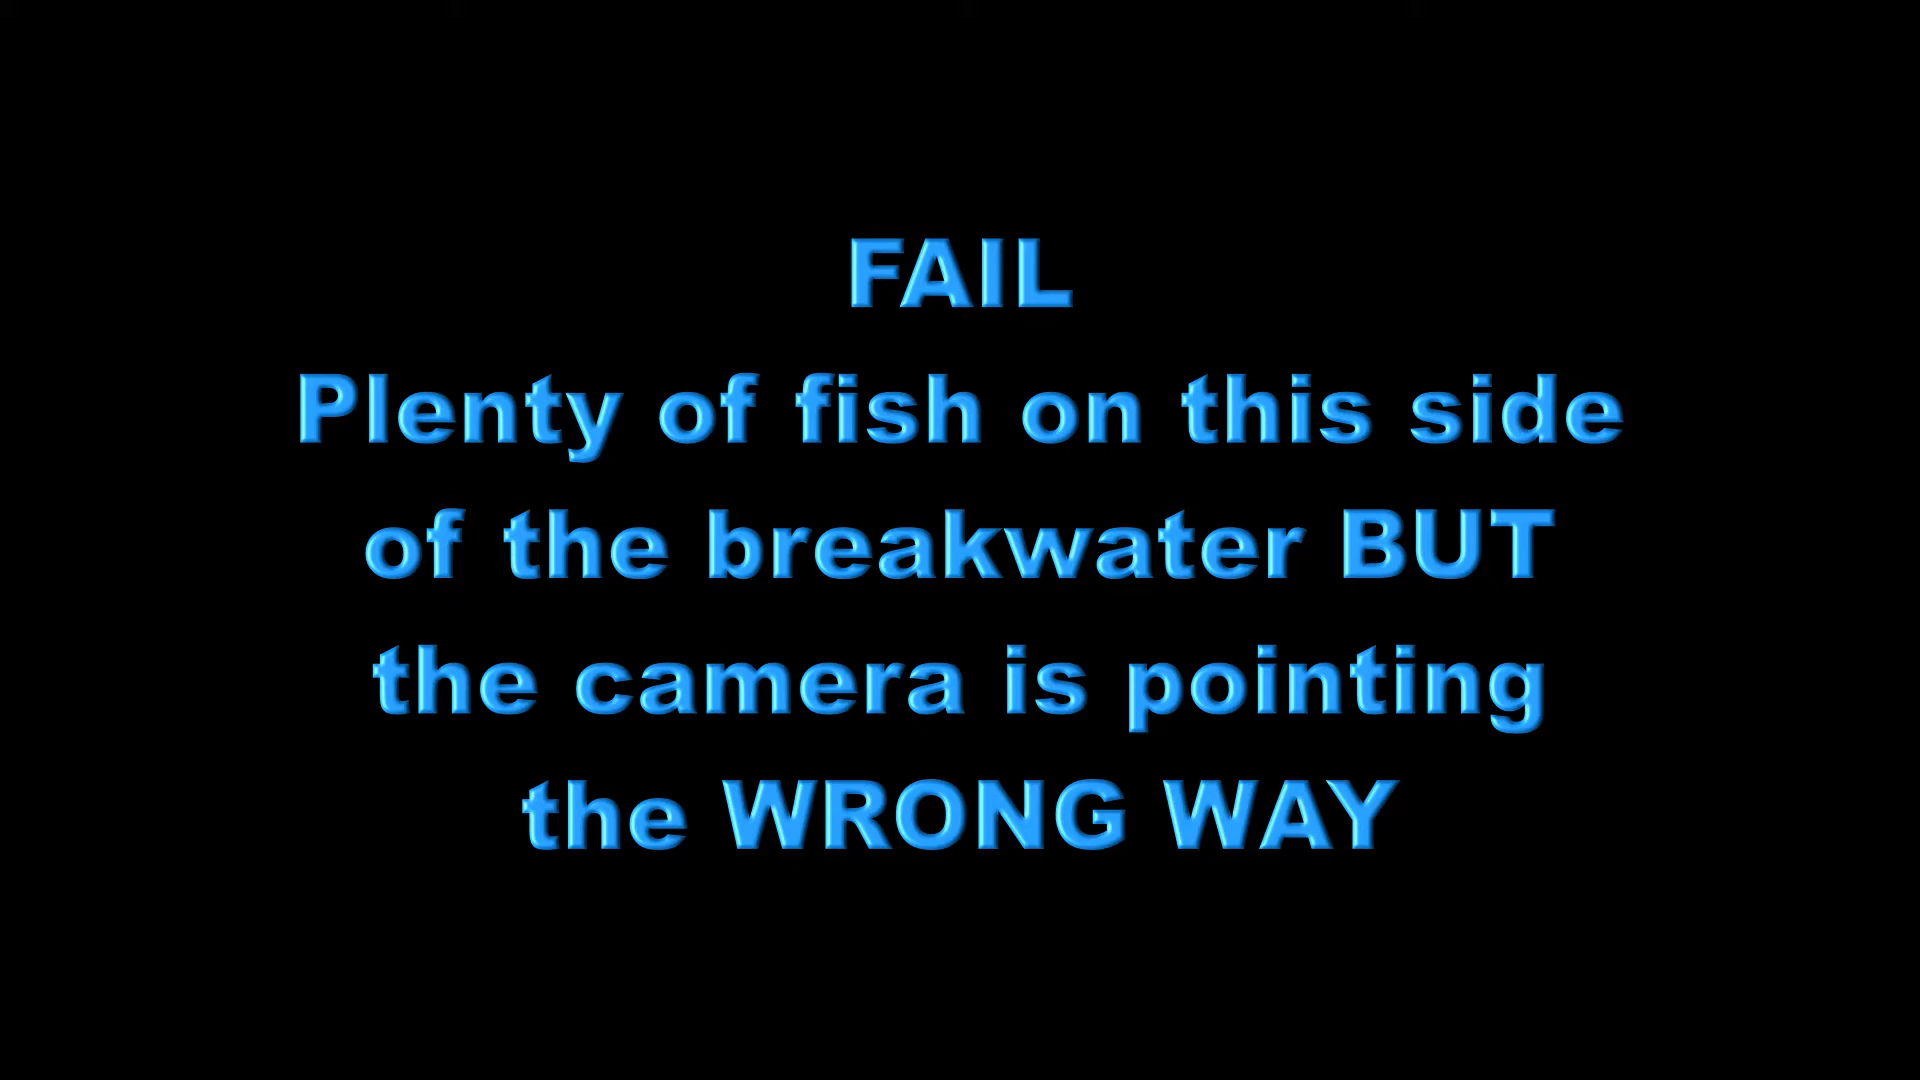 FAIL
Plenty of fish on this side
of the breakwater BUT
the camera is pointing
the WRONG WAY